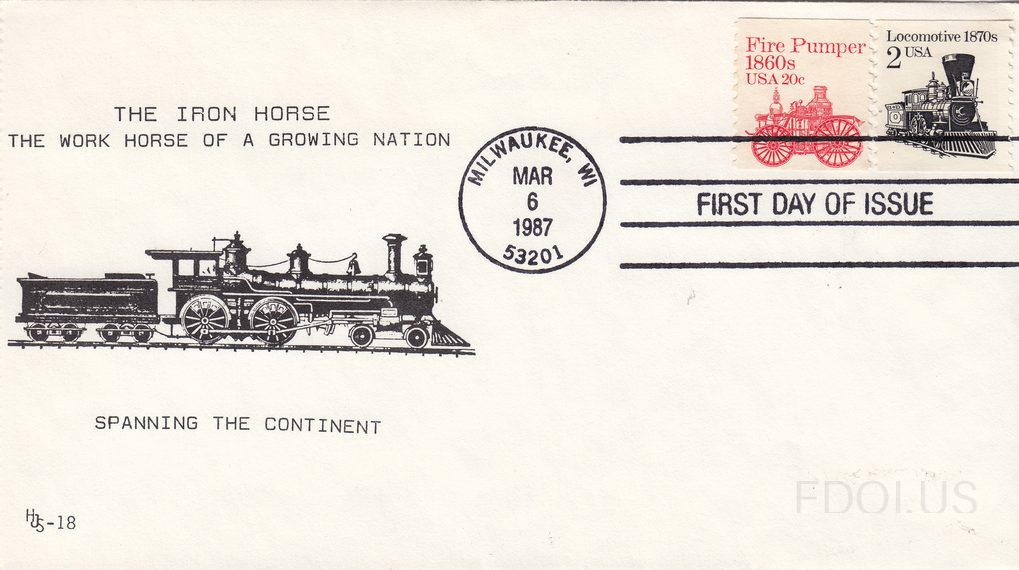 Fire Pumper
1860s
USA 20c
Locomotive 1870s
2 USA
THE IRON HORSE
THE WORK HORSE OF A GROWING NATION
MILWAUKEE, WI
MAR
6
1987
53201
FIRST DAY OF ISSUE
SPANNING THE CONTINENT
HJS-18
FDOI.US